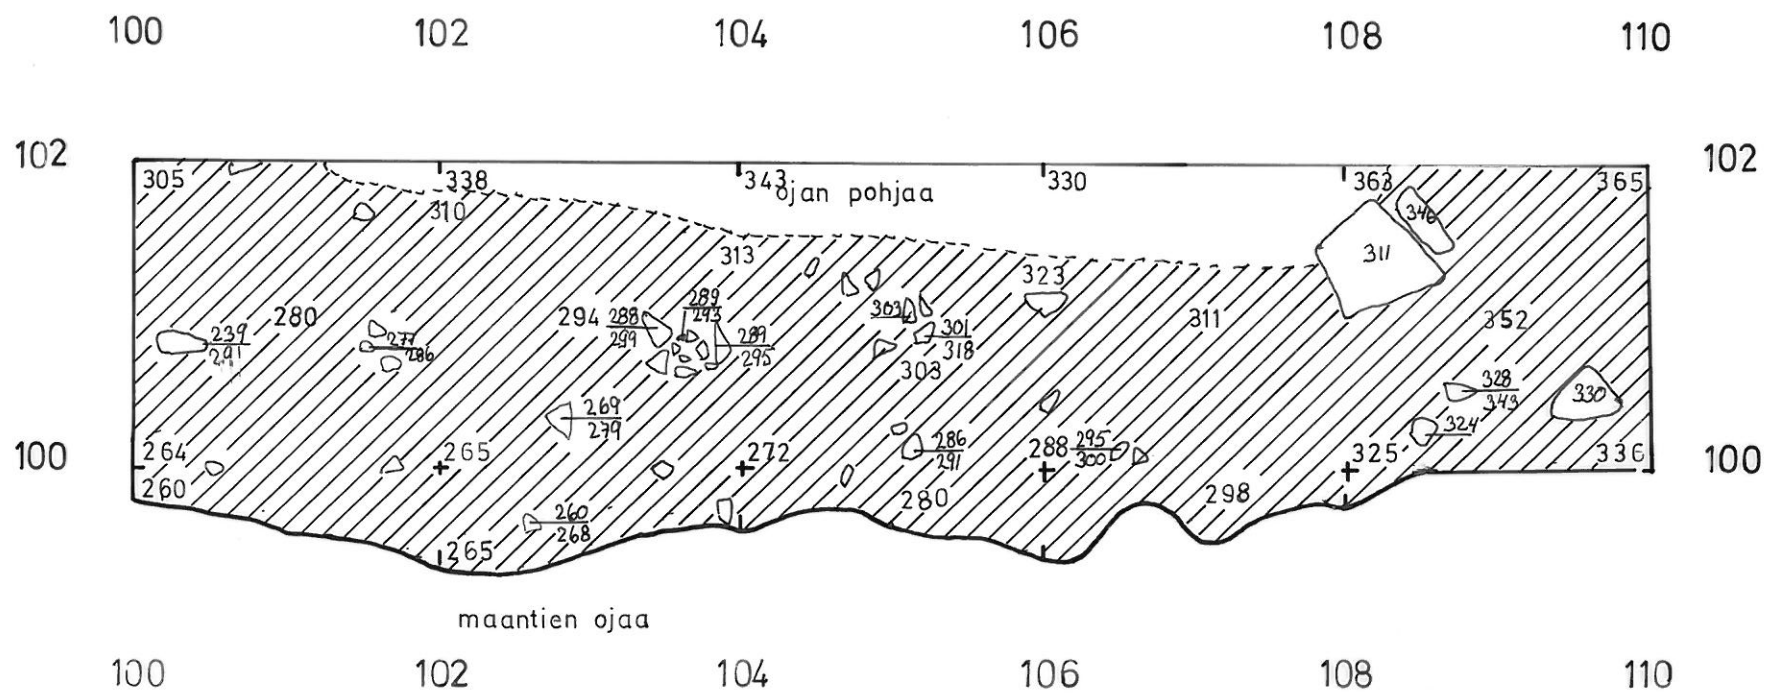 100 102 104 106 108 110
102 102
305 338 343 330 363 365
ojan pohjaa
310 346
313 311
323
289
293
280 294 288 303 311 352
299
239 277 289 301
291 286 295 318
303
328
343
330
269 324
279
100 264 265 272 286 288 295 325 336 100
291 300
260 280 298
260
268
265
maantien ojaa
100 102 104 106 108 110